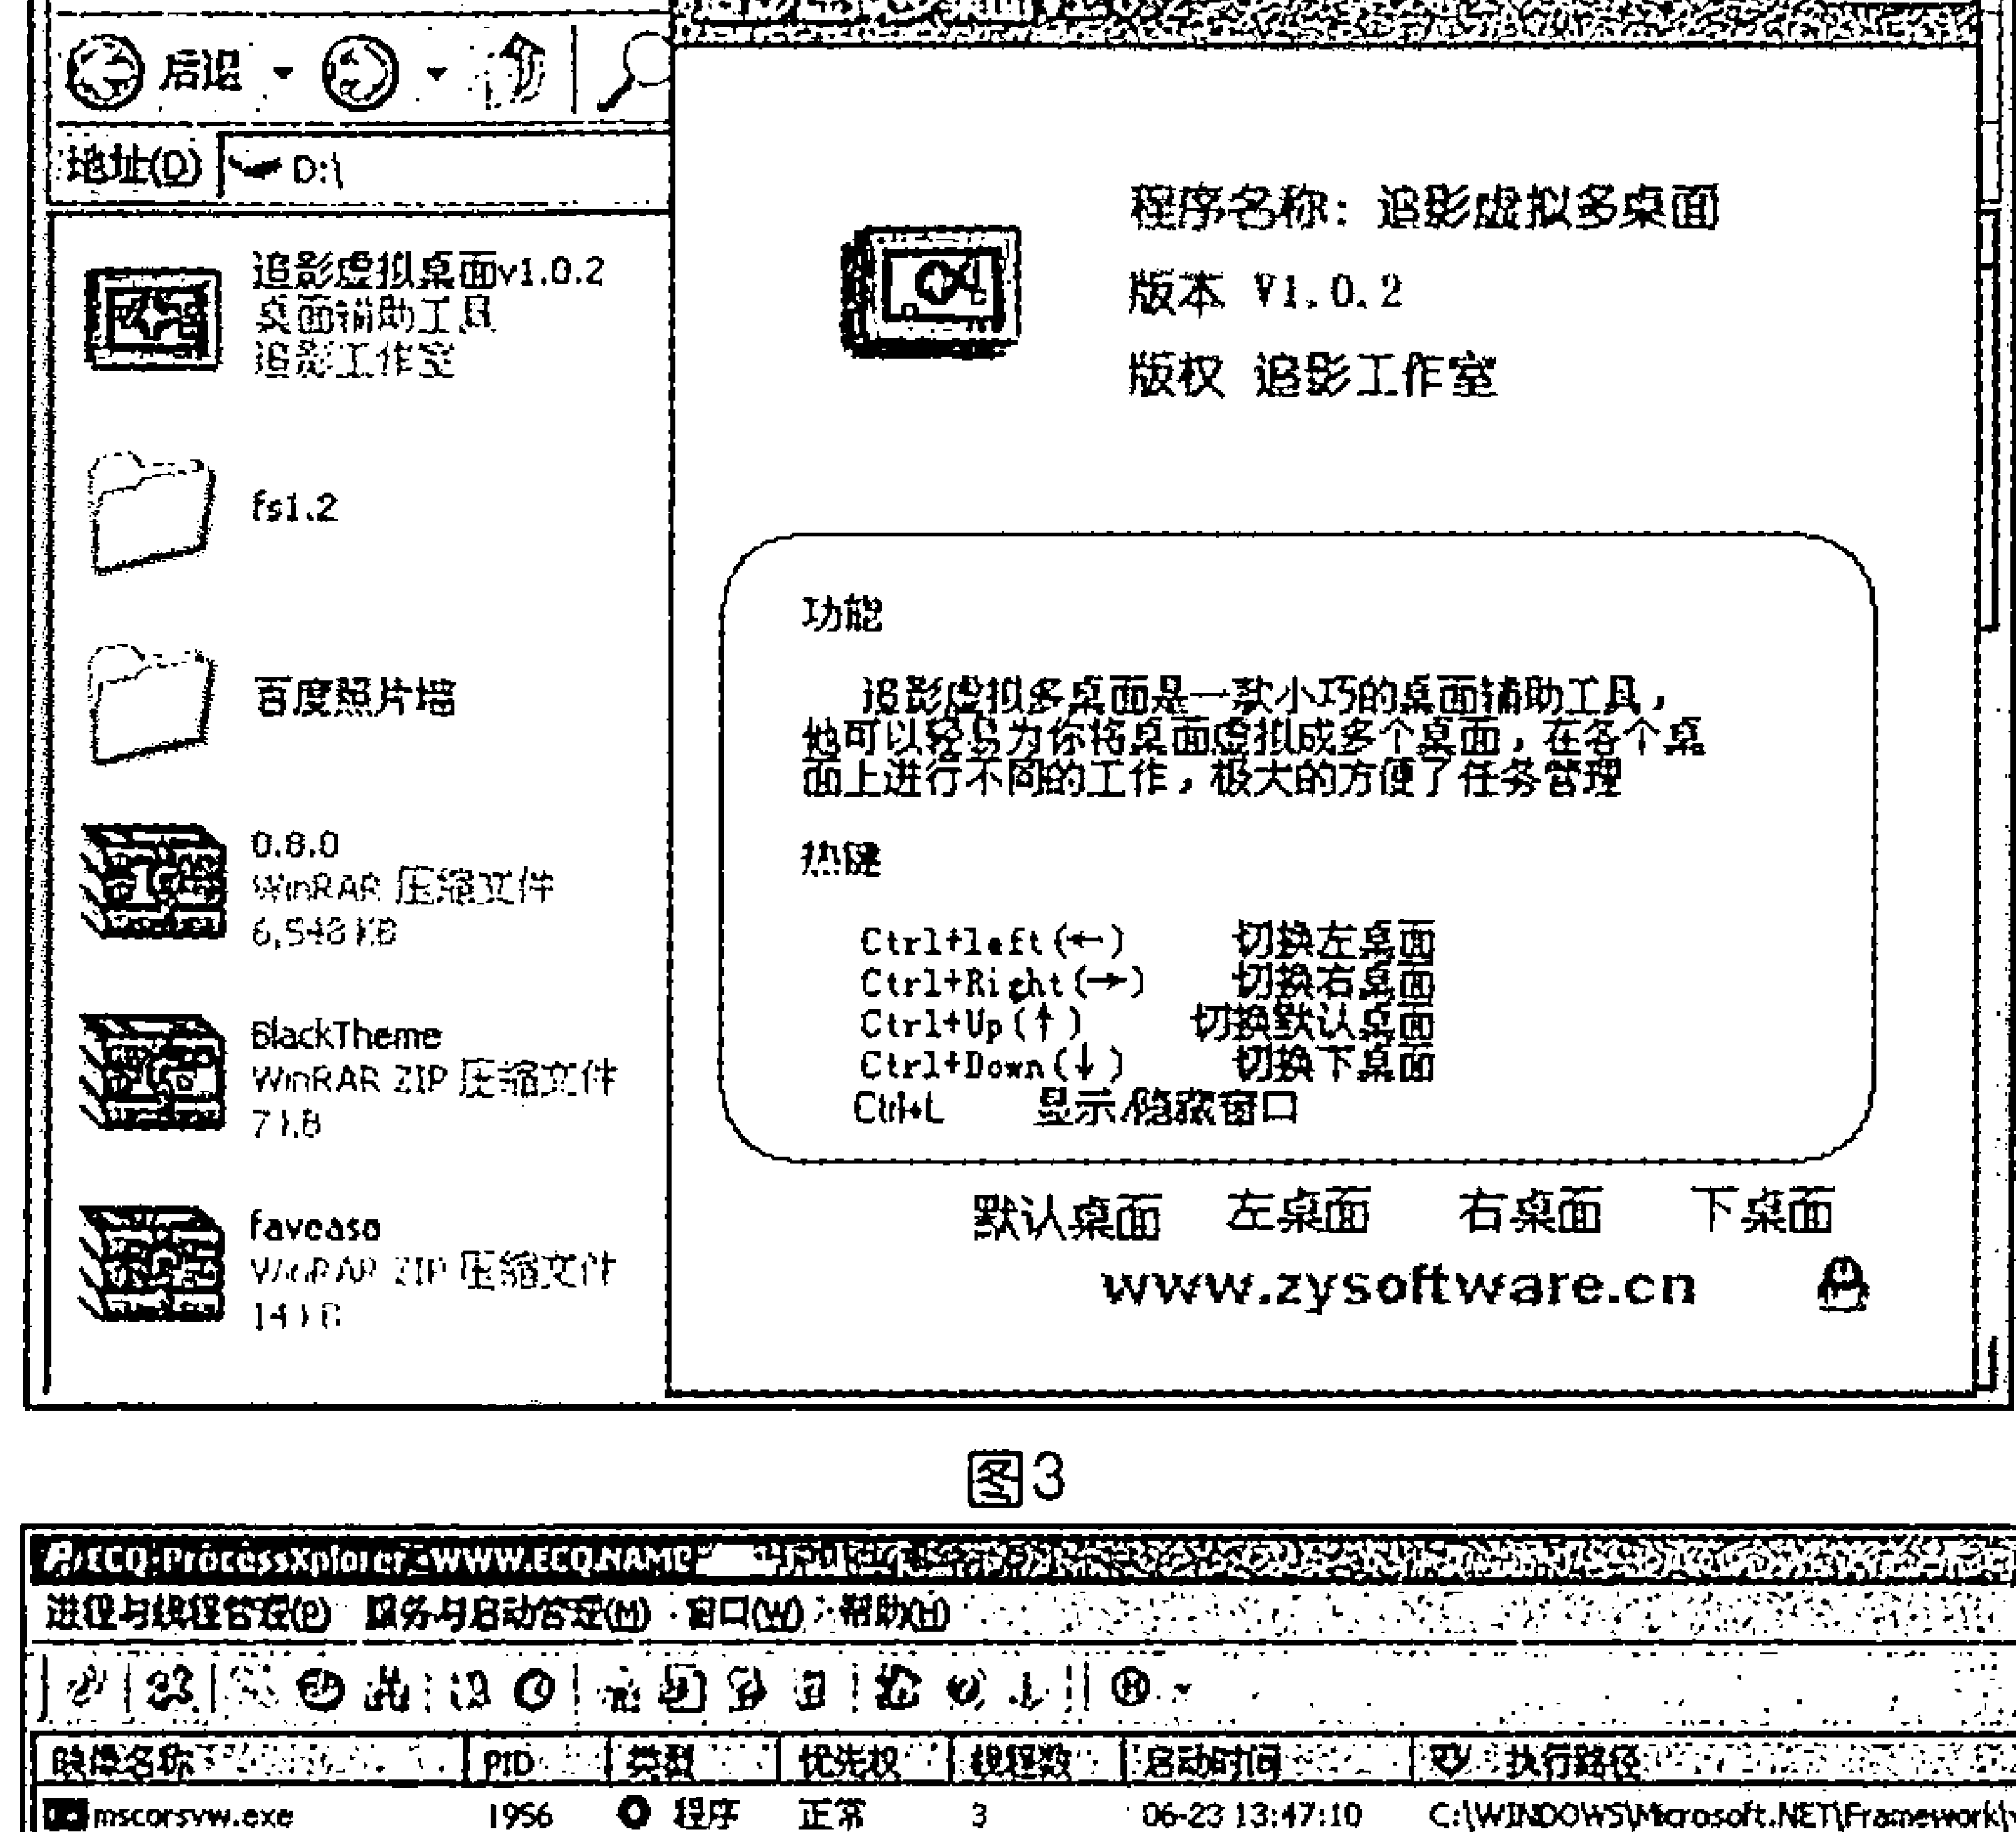 后退
地址(D) D:\
追影虚拟桌面v1.0.2
桌面辅助工具
追影工作室
fs1.2
百度照片墙
0.8.0
WinRAR 压缩文件
6,548 KB
BlackTheme
WinRAR ZIP 压缩文件
7 KB
faveaso
WinRAR ZIP 压缩文件
14 KB
程序名称: 追影虚拟多桌面
版本 V1.0.2
版权 追影工作室
功能
追影虚拟多桌面是一款小巧的桌面辅助工具，
他可以轻易为你将桌面虚拟成多个桌面，在各个桌
面上进行不同的工作，极大的方便了任务管理
热键
Ctrl+left(←) 切换左桌面
Ctrl+Right(→) 切换右桌面
Ctrl+Up(↑) 切换默认桌面
Ctrl+Down(↓) 切换下桌面
Ctrl+L 显示/隐藏窗口
默认桌面 左桌面 右桌面 下桌面
www.zysoftware.cn
图3
ECQ-ProcessXplorer -WWW.ECQ.NAME
进程与线程管理(P) 服务与启动管理(M) 窗口(W) 帮助(H)
映像名称 PID 类型 优先权 线程数 启动时间 执行路径
mscorsvw.exe 1956 程序 正常 3 06-23 13:47:10 C:\WINDOWS\Microsoft.NET\Framework\v